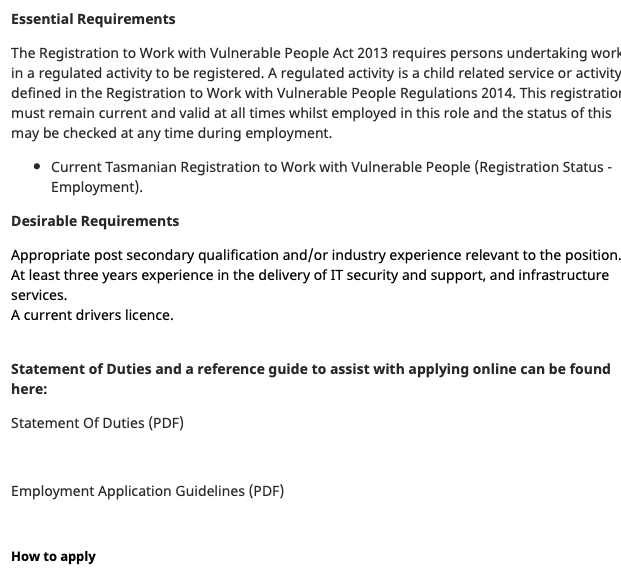 Essential Requirements
The Registration to Work with Vulnerable People Act 2013 requires persons undertaking work
in a regulated activity to be registered. A regulated activity is a child related service or activity
defined in the Registration to Work with Vulnerable People Regulations 2014. This registration
must remain current and valid at all times whilst employed in this role and the status of this
may be checked at any time during employment.
• Current Tasmanian Registration to Work with Vulnerable People (Registration Status -
Employment).
Desirable Requirements
Appropriate post secondary qualification and/or industry experience relevant to the position.
At least three years experience in the delivery of IT security and support, and infrastructure
services.
A current drivers licence.
Statement of Duties and a reference guide to assist with applying online can be found
here:
Statement Of Duties (PDF)
Employment Application Guidelines (PDF)
How to apply